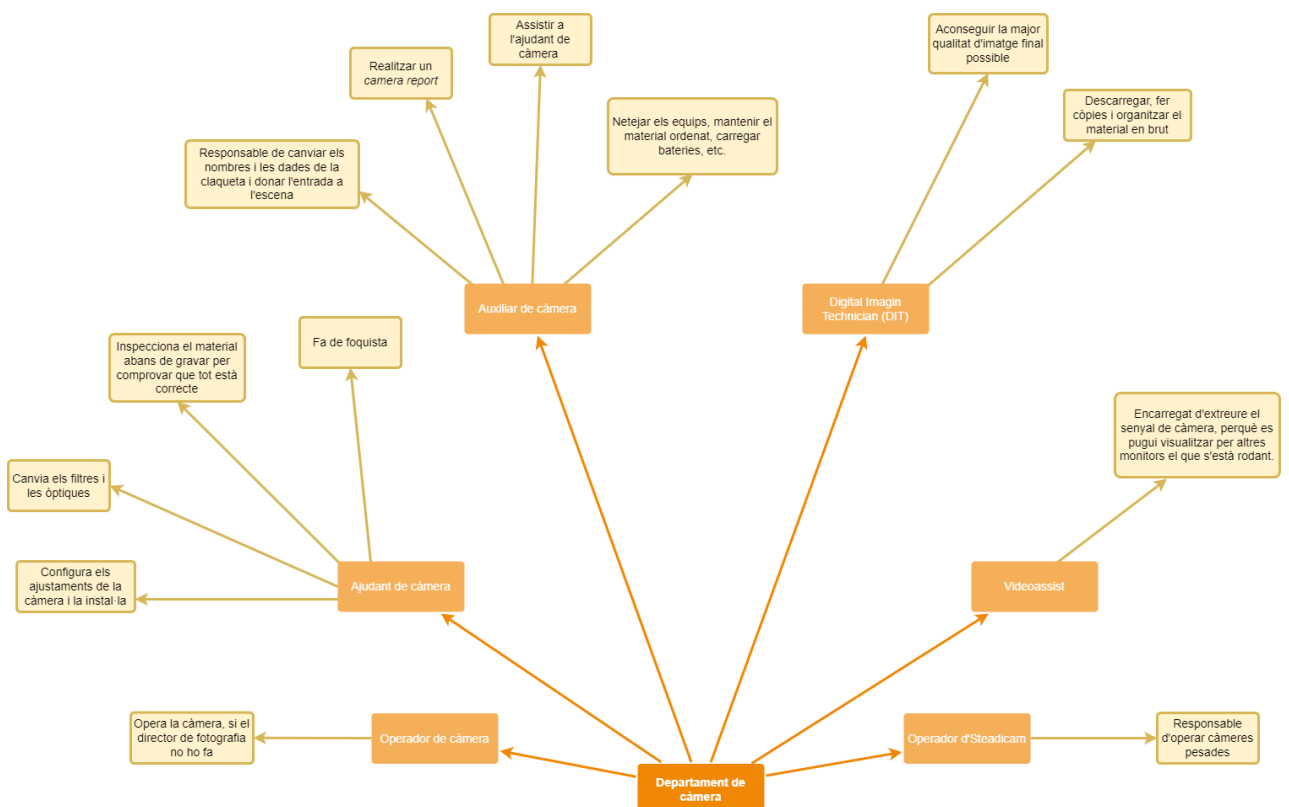 Assistir a
l'ajudant de
càmera
Aconseguir la major
qualitat d'imatge final
possible
Realitzar un
camera report
Descarregar, fer
còpies i organitzar el
material en brut
Netejar els equips, mantenir el
material ordenat, carregar
bateries, etc.
Responsable de canviar els
nombres i les dades de la
claqueta i donar l'entrada a
l'escena
Auxiliar de càmera
Digital Imagin
Technician (DIT)
Inspecciona el material
abans de gravar per
comprovar que tot està
correcte
Fa de foquista
Encarregat d'extreure el
senyal de càmera, perquè es
pugui visualitzar per altres
monitors el que s'està rodant.
Canvia els filtres i
les òptiques
Configura els
ajustaments de la
càmera i la instal·la
Ajudant de càmera
Videoassist
Opera la càmera, si el
director de fotografia
no ho fa
Operador de càmera
Operador d'Steadicam
Responsable
d'operar càmeres
pesades
Departament de
càmera